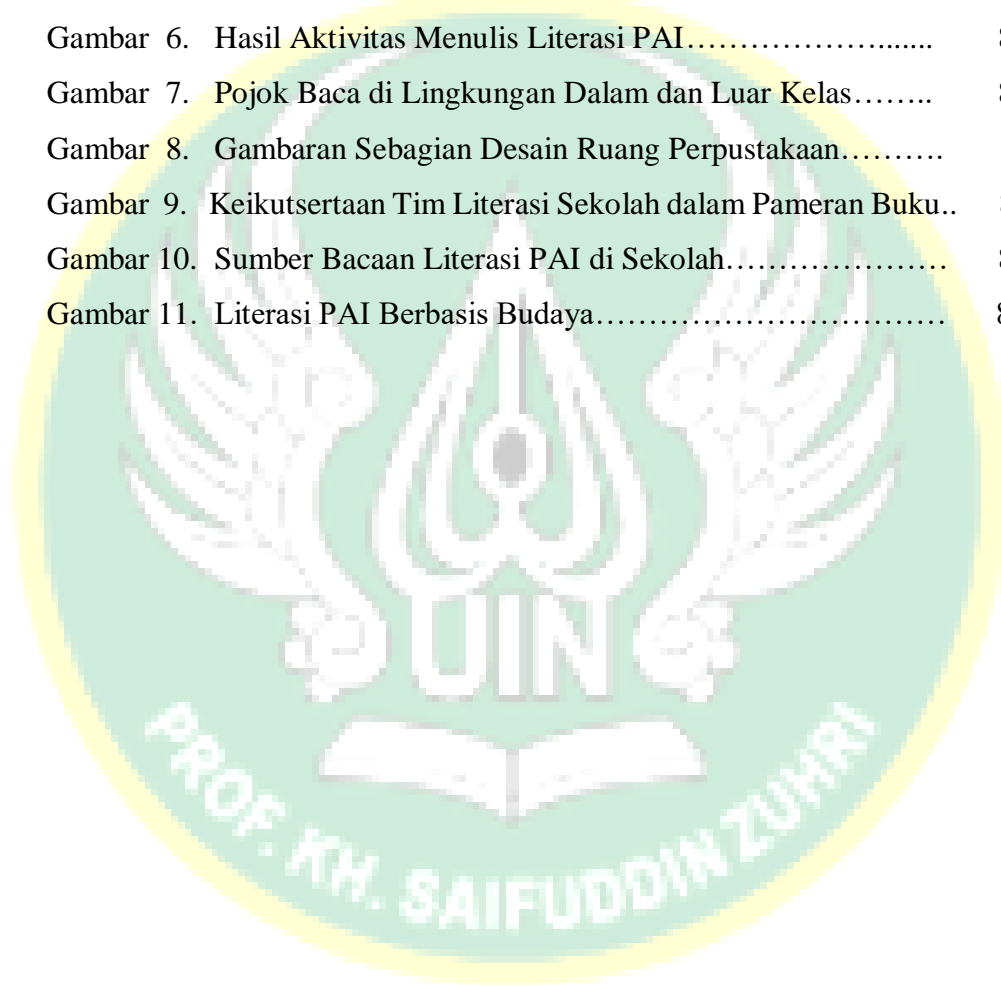 Gambar 6. Hasil Aktivitas Menulis Literasi PAI……………….......
Gambar 7. Pojok Baca di Lingkungan Dalam dan Luar Kelas……..
Gambar 8. Gambaran Sebagian Desain Ruang Perpustakaan……….
Gambar 9. Keikutsertaan Tim Literasi Sekolah dalam Pameran Buku..
Gambar 10. Sumber Bacaan Literasi PAI di Sekolah…………………
Gambar 11. Literasi PAI Berbasis Budaya……………………………
UIN
PROF. KH. SAIFUDDIN ZUHRI